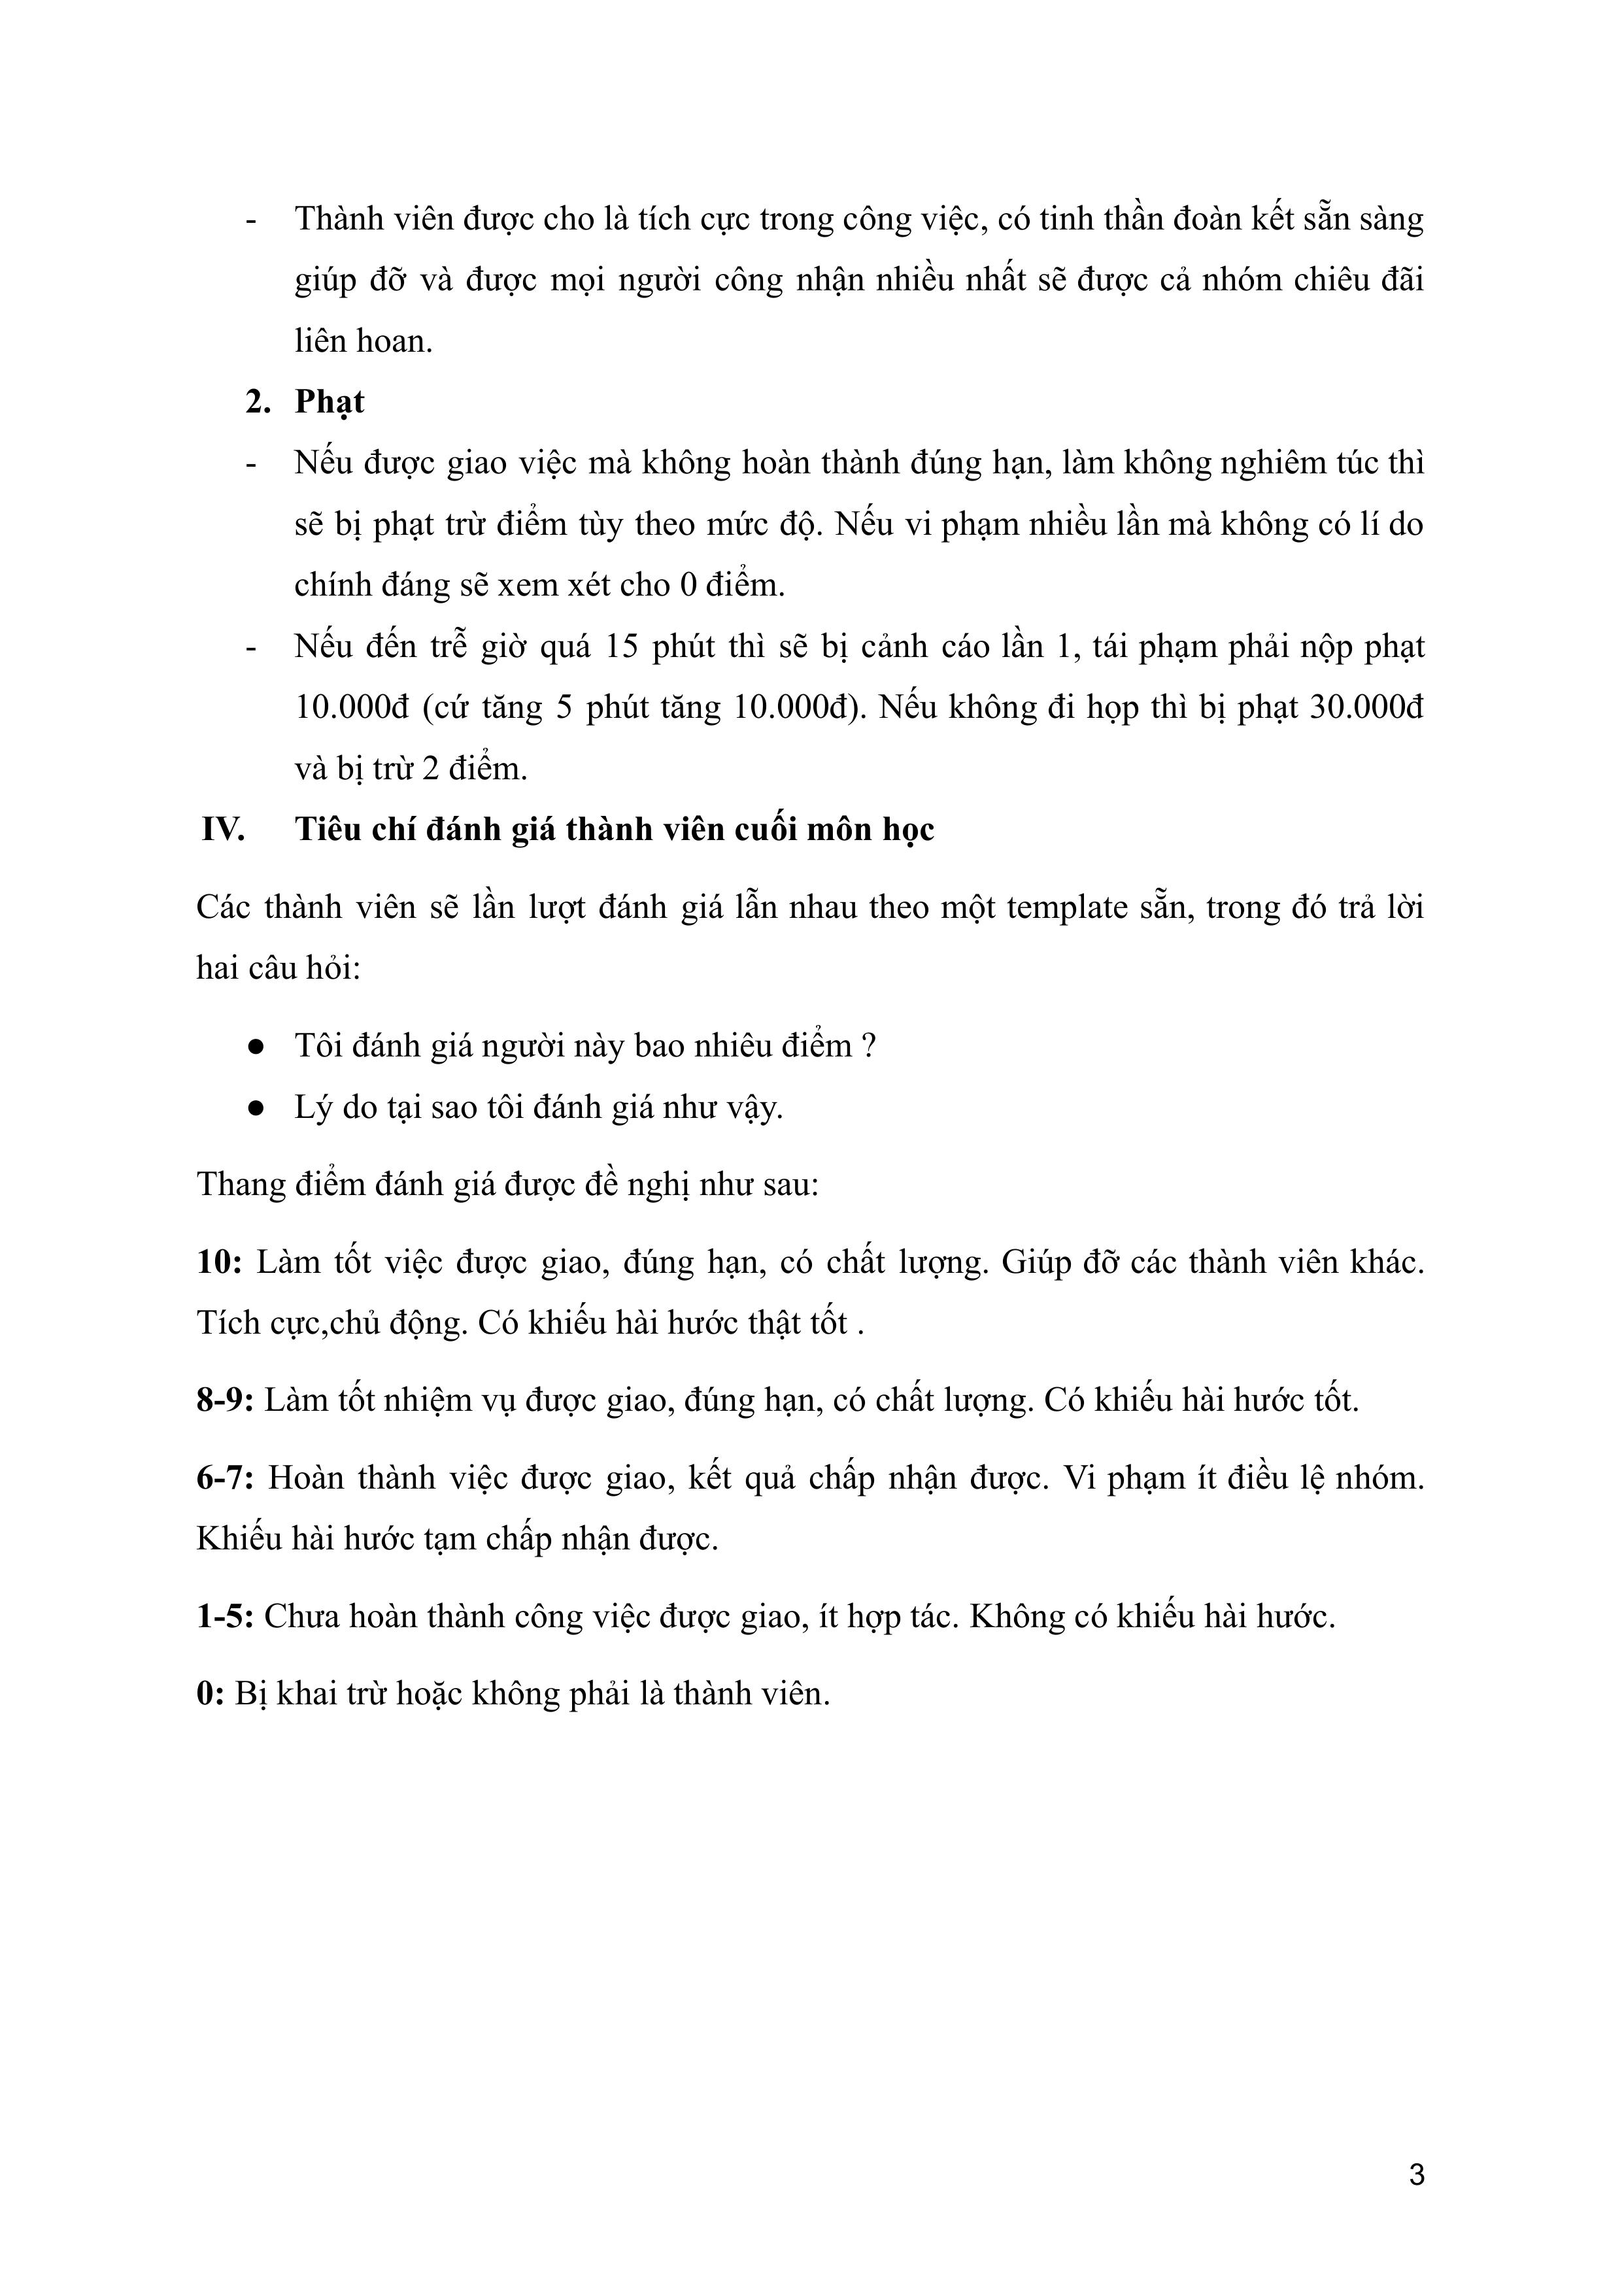 - Thành viên được cho là tích cực trong công việc, có tinh thần đoàn kết sẵn sàng
giúp đỡ và được mọi người công nhận nhiều nhất sẽ được cả nhóm chiêu đãi
liên hoan.
2. Phạt
- Nếu được giao việc mà không hoàn thành đúng hạn, làm không nghiêm túc thì
sẽ bị phạt trừ điểm tùy theo mức độ. Nếu vi phạm nhiều lần mà không có lí do
chính đáng sẽ xem xét cho 0 điểm.
- Nếu đến trễ giờ quá 15 phút thì sẽ bị cảnh cáo lần 1, tái phạm phải nộp phạt
10.000đ (cứ tăng 5 phút tăng 10.000đ). Nếu không đi họp thì bị phạt 30.000đ
và bị trừ 2 điểm.
IV. Tiêu chí đánh giá thành viên cuối môn học
Các thành viên sẽ lần lượt đánh giá lẫn nhau theo một template sẵn, trong đó trả lời
hai câu hỏi:
● Tôi đánh giá người này bao nhiêu điểm ?
● Lý do tại sao tôi đánh giá như vậy.
Thang điểm đánh giá được đề nghị như sau:
10: Làm tốt việc được giao, đúng hạn, có chất lượng. Giúp đỡ các thành viên khác.
Tích cực,chủ động. Có khiếu hài hước thật tốt .
8-9: Làm tốt nhiệm vụ được giao, đúng hạn, có chất lượng. Có khiếu hài hước tốt.
6-7: Hoàn thành việc được giao, kết quả chấp nhận được. Vi phạm ít điều lệ nhóm.
Khiếu hài hước tạm chấp nhận được.
1-5: Chưa hoàn thành công việc được giao, ít hợp tác. Không có khiếu hài hước.
0: Bị khai trừ hoặc không phải là thành viên.
3